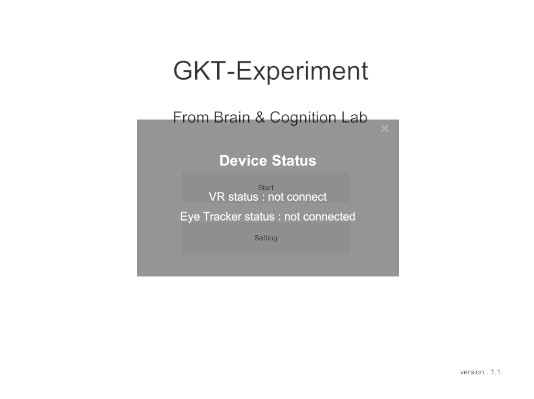 GKT-Experiment
From Brain & Cognition Lab
×
Device Status
Start
VR status : not connect
Eye Tracker status : not connected
Setting
version : 1.1